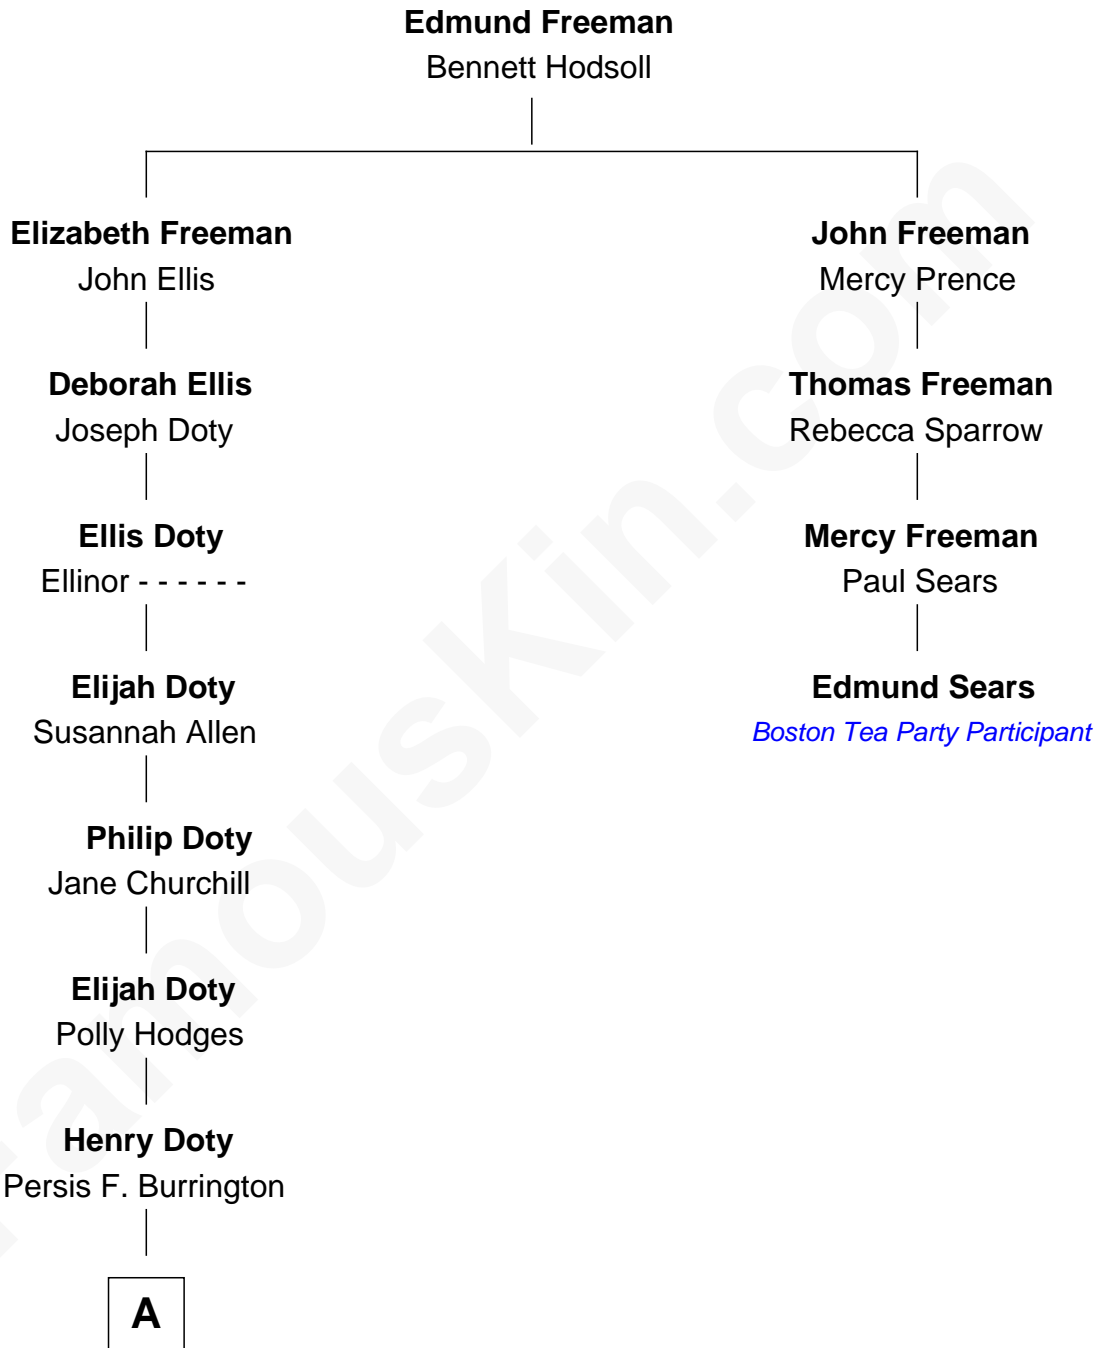 Edmund Freeman
Bennett Hodsoll
Elizabeth Freeman
John Ellis
John Freeman
Mercy Prence
Deborah Ellis
Joseph Doty
Thomas Freeman
Rebecca Sparrow
Ellis Doty
Ellinor - - - - - -
Mercy Freeman
Paul Sears
Elijah Doty
Susannah Allen
Edmund Sears
Boston Tea Party Participant
Philip Doty
Jane Churchill
Elijah Doty
Polly Hodges
Henry Doty
Persis F. Burrington
A
FamousKin.com